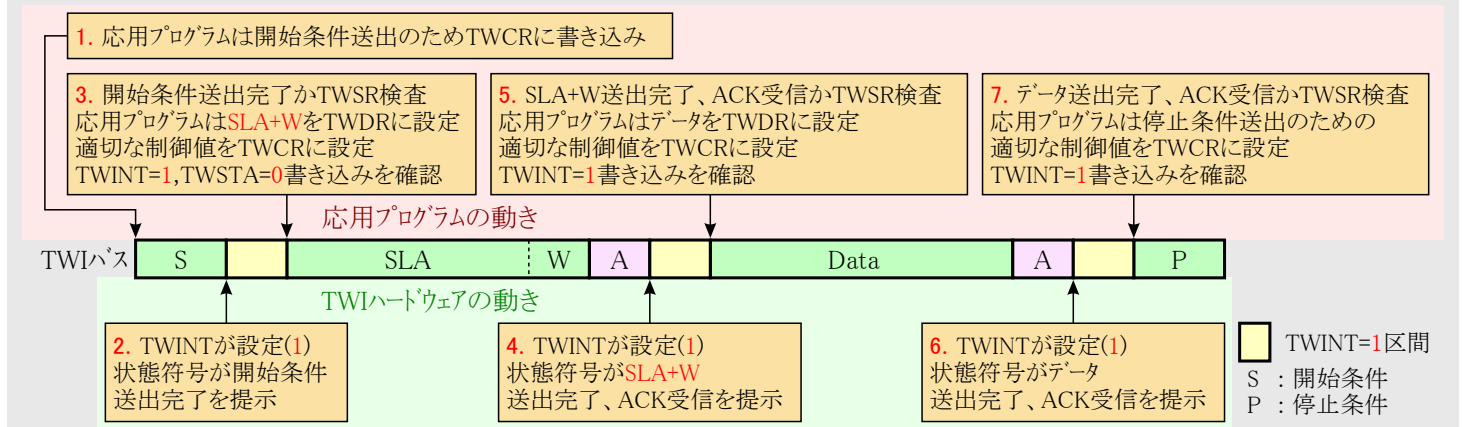 1. 応用プログラムは開始条件送出のためTWCRに書き込み
3. 開始条件送出完了かTWSR検査
応用プログラムはSLA+WをTWDRに設定
適切な制御値をTWCRに設定
TWINT=1,TWSTA=0書き込みを確認
5. SLA+W送出完了、ACK受信かTWSR検査
応用プログラムはデータをTWDRに設定
適切な制御値をTWCRに設定
TWINT=1書き込みを確認
7. データ送出完了、ACK受信かTWSR検査
応用プログラムは停止条件送出のための
適切な制御値をTWCRに設定
TWINT=1書き込みを確認
応用プログラムの動き
TWIバス
S
SLA
W
A
Data
A
P
TWIハードウェアの動き
2. TWINTが設定(1)
状態符号が開始条件
送出完了を提示
4. TWINTが設定(1)
状態符号がSLA+W
送出完了、ACK受信を提示
6. TWINTが設定(1)
状態符号がデータ
送出完了、ACK受信を提示
TWINT=1区間
S : 開始条件
P : 停止条件